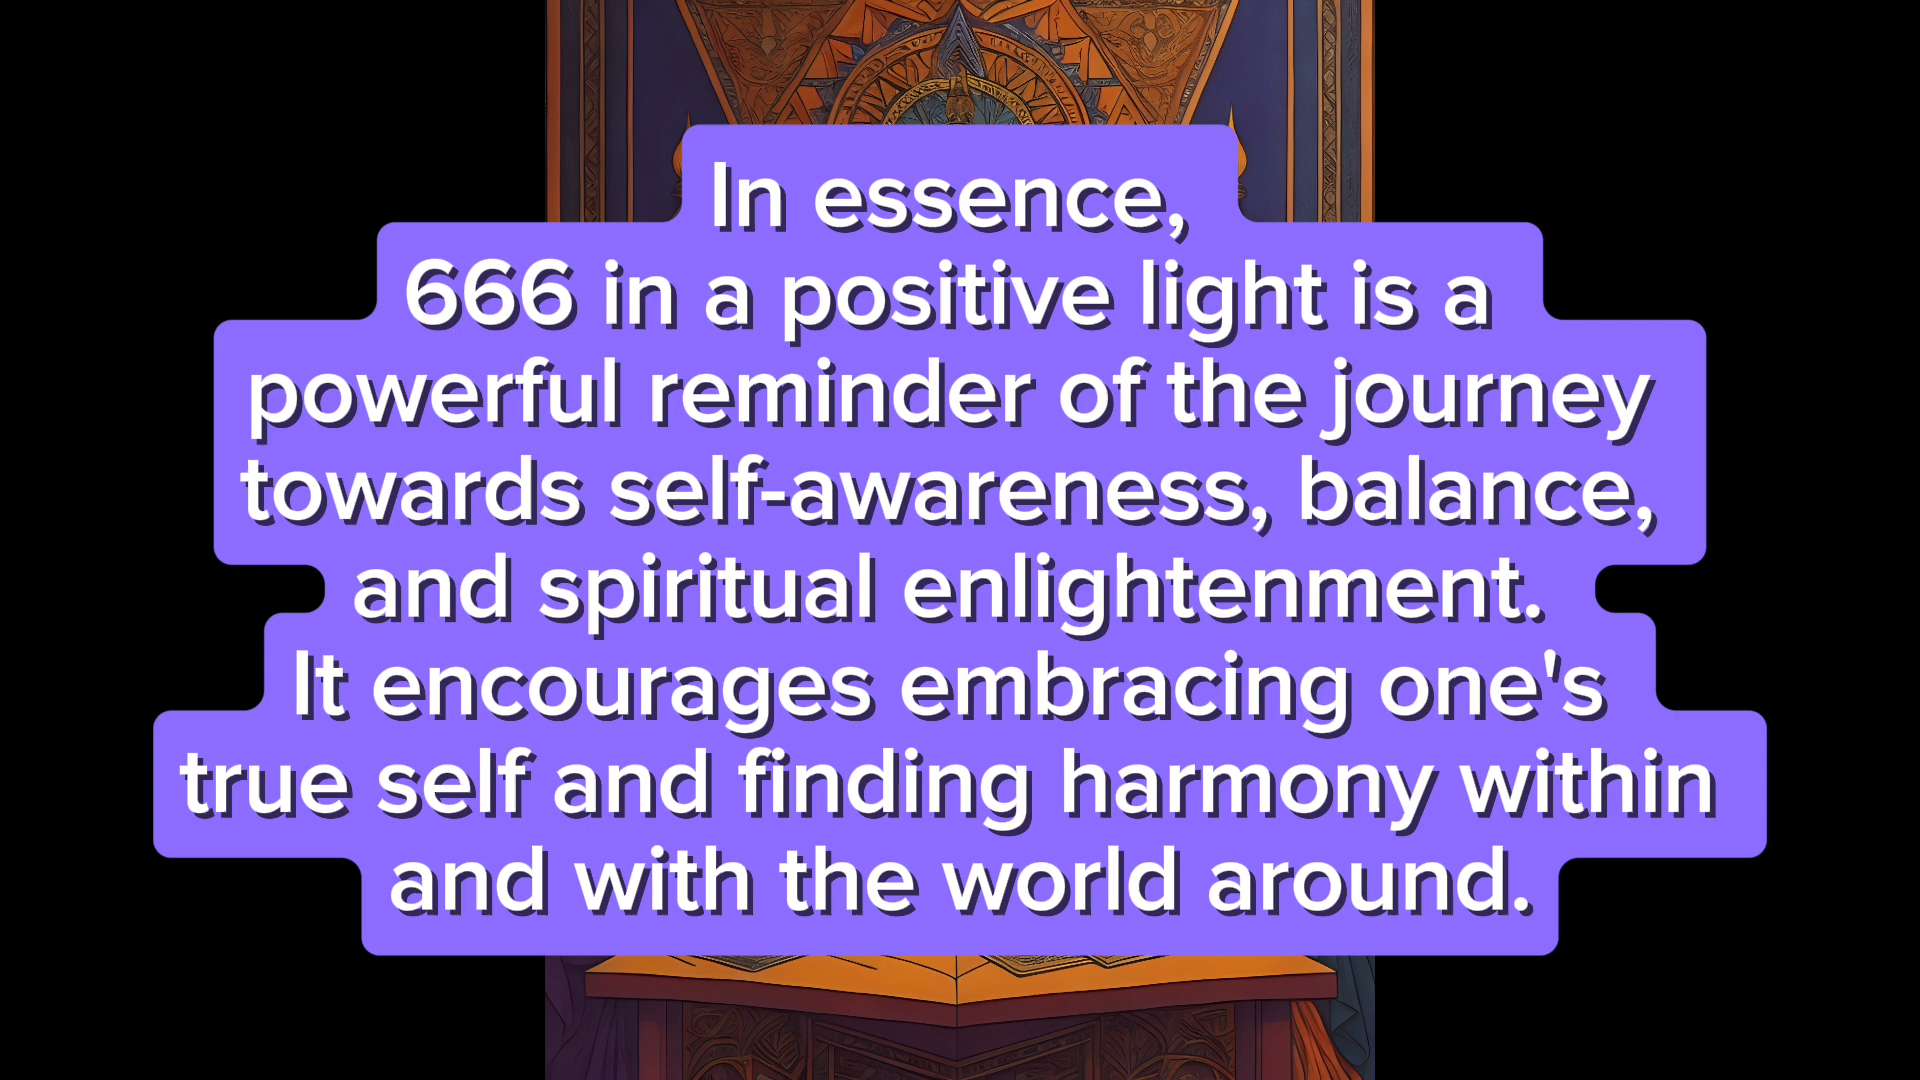 In essence,
666 in a positive light is a
powerful reminder of the journey
towards self-awareness, balance,
and spiritual enlightenment.
It encourages embracing one's
true self and finding harmony within
and with the world around.